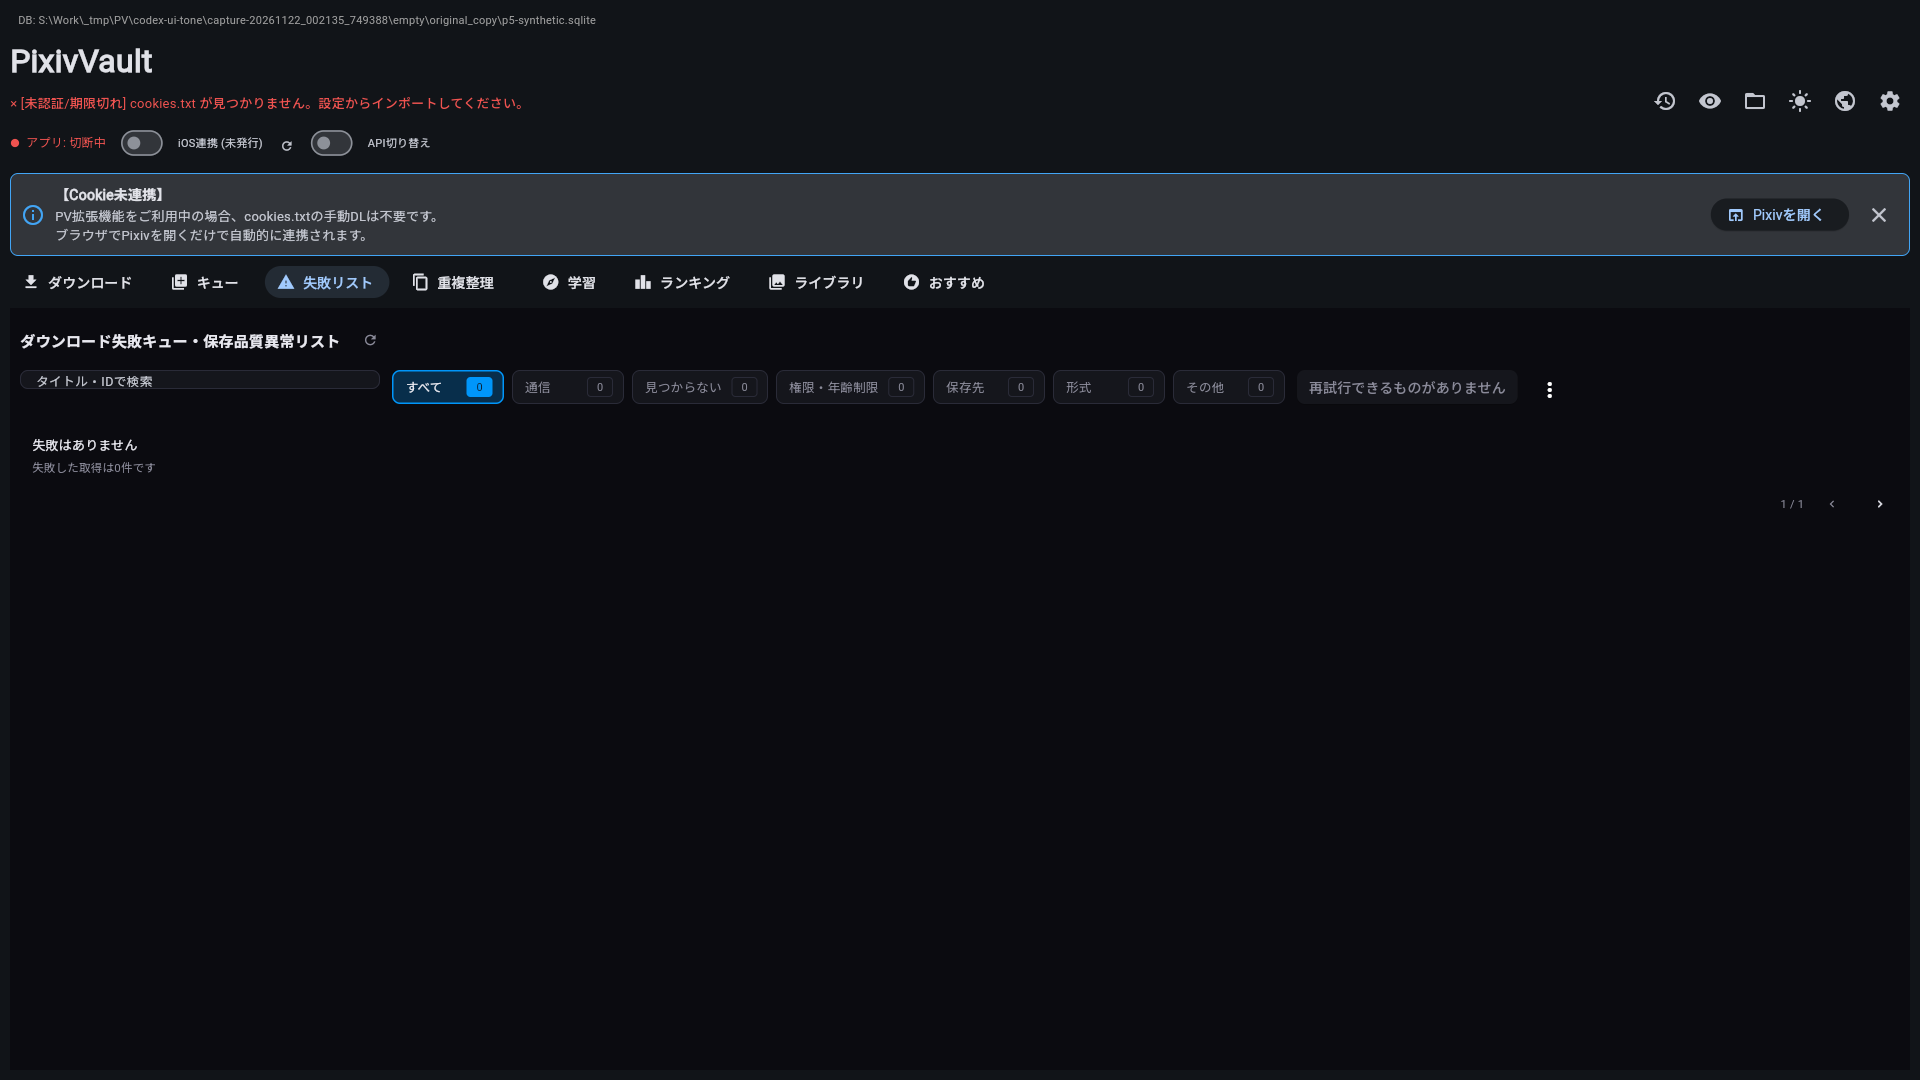 DB: S:\Work\_tmp\PV\codex-ui-tone\capture-20261122_002135_749388\empty\original_copy\p5-synthetic.sqlite
PixivVault
× [未認証/期限切れ] cookies.txt が見つかりません。設定からインポートしてください。
アプリ: 切断中 iOS連携 (未発行) API切り替え
【Cookie未連携】
PV拡張機能をご利用中の場合、cookies.txtの手動DLは不要です。
ブラウザでPixivを開くだけで自動的に連携されます。
Pixivを開く
ダウンロード キュー 失敗リスト 重複整理 学習 ランキング ライブラリ おすすめ
ダウンロード失敗キュー・保存品質異常リスト
タイトル・IDで検索 すべて 0 通信 0 見つからない 0 権限・年齢制限 0 保存先 0 形式 0 その他 0 再試行できるものがありません
失敗はありません
失敗した取得は0件です
1 / 1